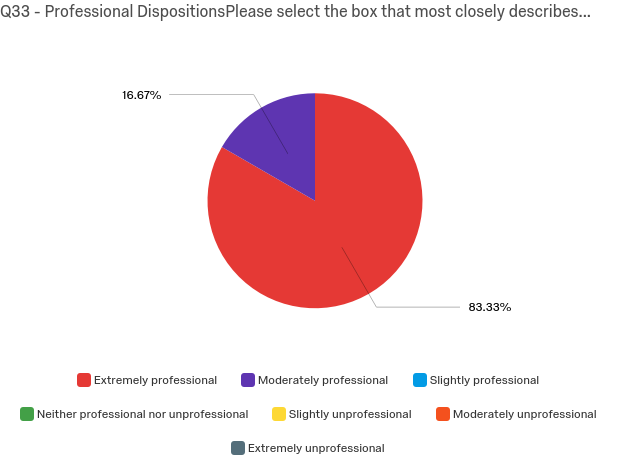 Q33 - Professional DispositionsPlease select the box that most closely describes...
16.67%
83.33%
Extremely professional Moderately professional Slightly professional
Neither professional nor unprofessional Slightly unprofessional Moderately unprofessional
Extremely unprofessional